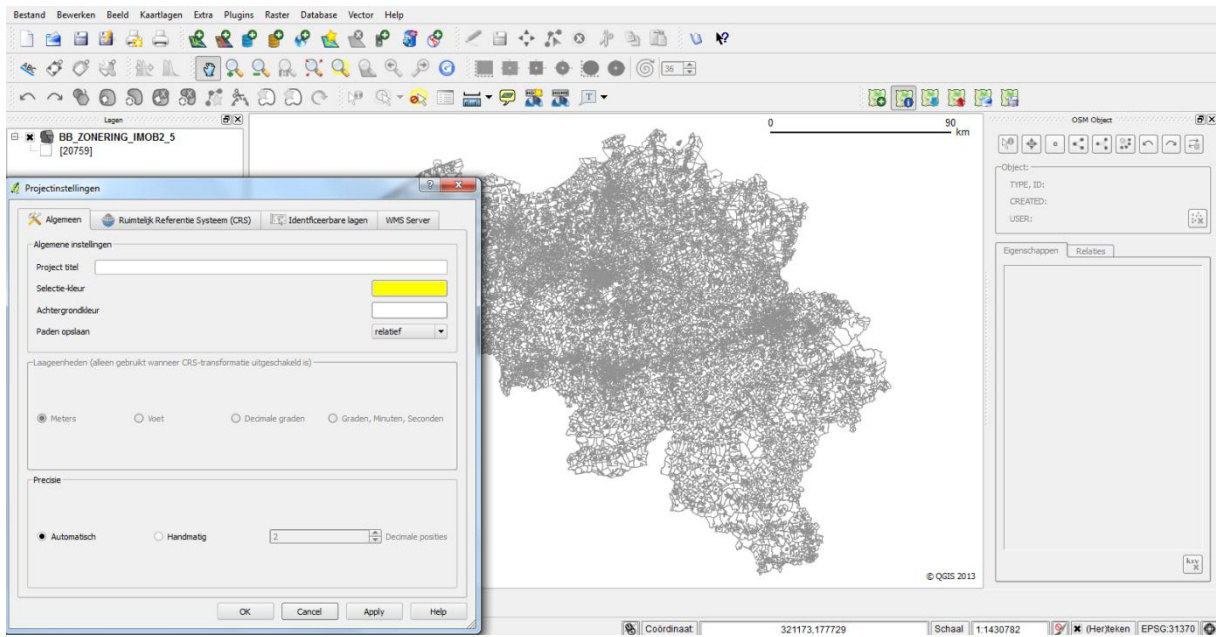 Bestand Bewerken Beeld Kaartlagen Extra Plugins Raster Database Vector Help
36
Lagen
BB_ZONERING_IMOB2_5
[20759]
0 90
km
OSM Object
Object:
TYPE, ID:
CREATED:
USER:
Eigenschappen Relaties
Projectinstellingen
Algemeen Ruimtelijk Referentie Systeem (CRS) Identificeerbare lagen WMS Server
Algemene instellingen
Project titel
Selectie-kleur
Achtergrondkleur
Paden opslaan relatief
Laageenheden (alleen gebruikt wanneer CRS-transformatie uitgeschakeld is)
Meters Voet Decimale graden Graden, Minuten, Seconden
Precisie
Automatisch Handmatig 2 Decimale posities
OK Cancel Apply Help
© QGIS 2013
Coördinaat: 321173,177729 Schaal 1:1430782 (Her)teken EPSG:31370